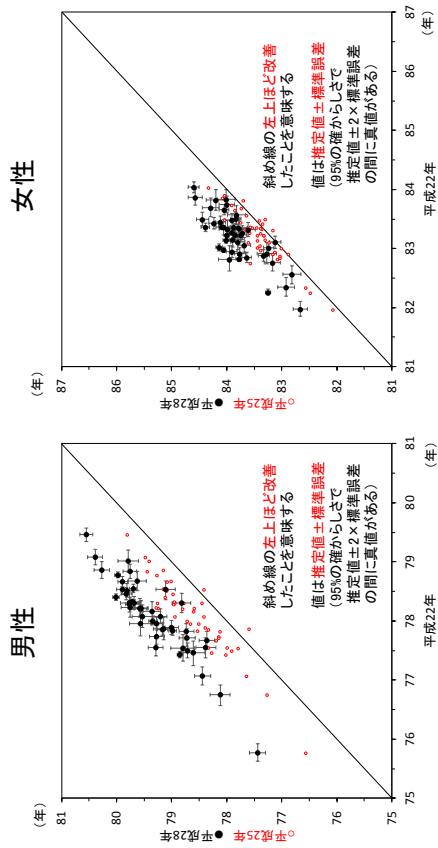 男性
(年)
81
80
79
78
77
76
75
○平成25年 ●平成28年
斜め線の左上ほど改善
したことを意味する
値は推定値±標準誤差
(95%の確からしさで
推定値±2×標準誤差
の間に真値がある)
75 76 77 78 79 80 81
平成22年
(年)
女性
(年)
87
86
85
84
83
82
81
○平成25年 ●平成28年
斜め線の左上ほど改善
したことを意味する
値は推定値±標準誤差
(95%の確からしさで
推定値±2×標準誤差
の間に真値がある)
81 82 83 84 85 86 87
平成22年
(年)